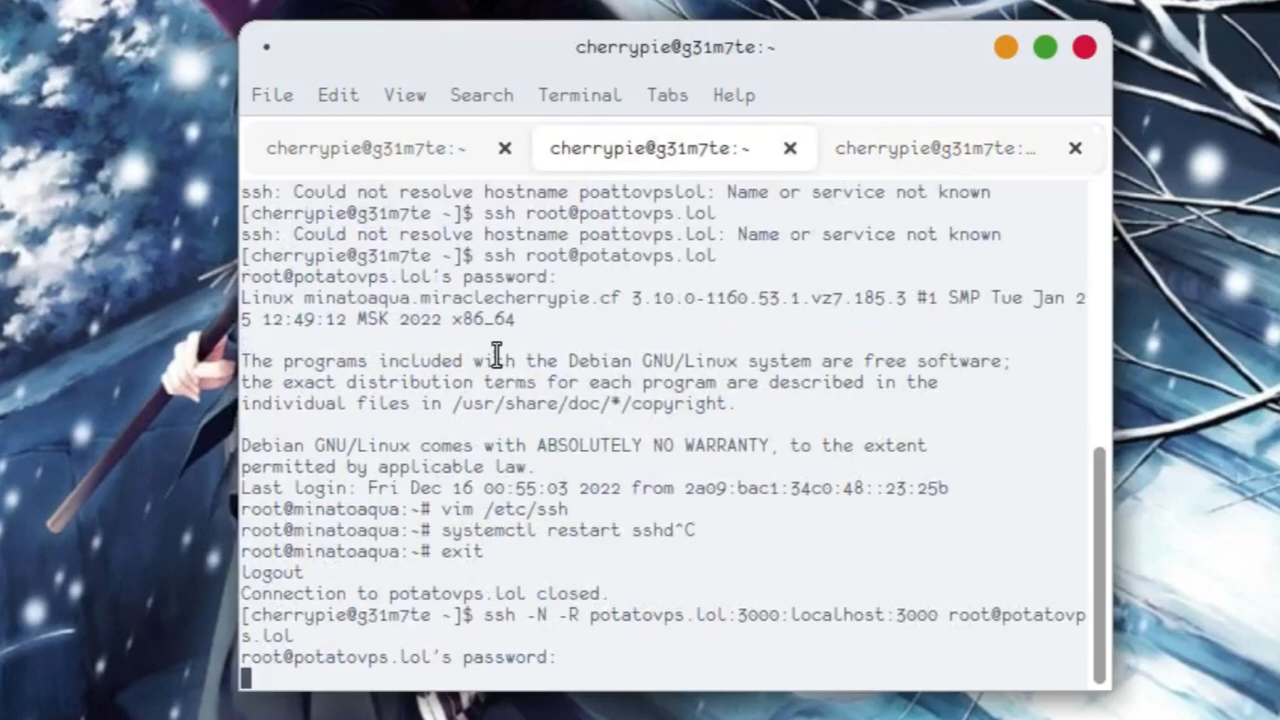 cherrypie@g31m7te:~
File Edit View Search Terminal Tabs Help
cherrypie@g31m7te:~ cherrypie@g31m7te:~ cherrypie@g31m7te:…
ssh: Could not resolve hostname poattovpslol: Name or service not known
[cherrypie@g31m7te ~]$ ssh root@poattovps.lol
ssh: Could not resolve hostname poattovps.lol: Name or service not known
[cherrypie@g31m7te ~]$ ssh root@potatovps.lol
root@potatovps.lol's password:
Linux minatoaqua.miraclecherrypie.cf 3.10.0-1160.53.1.vz7.185.3 #1 SMP Tue Jan 2
5 12:49:12 MSK 2022 x86_64
The programs included with the Debian GNU/Linux system are free software;
the exact distribution terms for each program are described in the
individual files in /usr/share/doc/*/copyright.
Debian GNU/Linux comes with ABSOLUTELY NO WARRANTY, to the extent
permitted by applicable law.
Last login: Fri Dec 16 00:55:03 2022 from 2a09:bac1:34c0:48::23:25b
root@minatoaqua:~# vim /etc/ssh
root@minatoaqua:~# systemctl restart sshd^C
root@minatoaqua:~# exit
logout
Connection to potatovps.lol closed.
[cherrypie@g31m7te ~]$ ssh -N -R potatovps.lol:3000:localhost:3000 root@potatovp
s.lol
root@potatovps.lol's password: